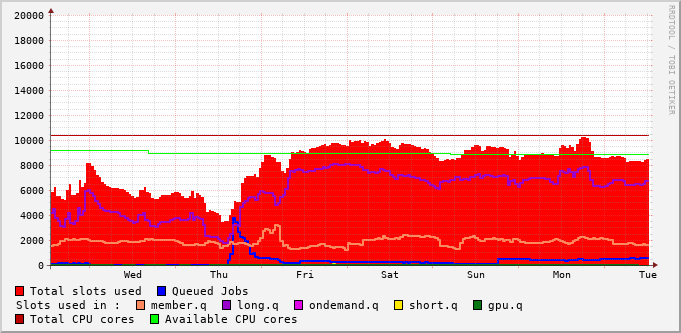 20000
18000
16000
14000
12000
10000
8000
6000
4000
2000
0
Wed Thu Fri Sat Sun Mon Tue
Total slots used Queued Jobs
Slots used in : member.q long.q ondemand.q short.q gpu.q
Total CPU cores Available CPU cores
RRDTOOL / TOBI OETIKER